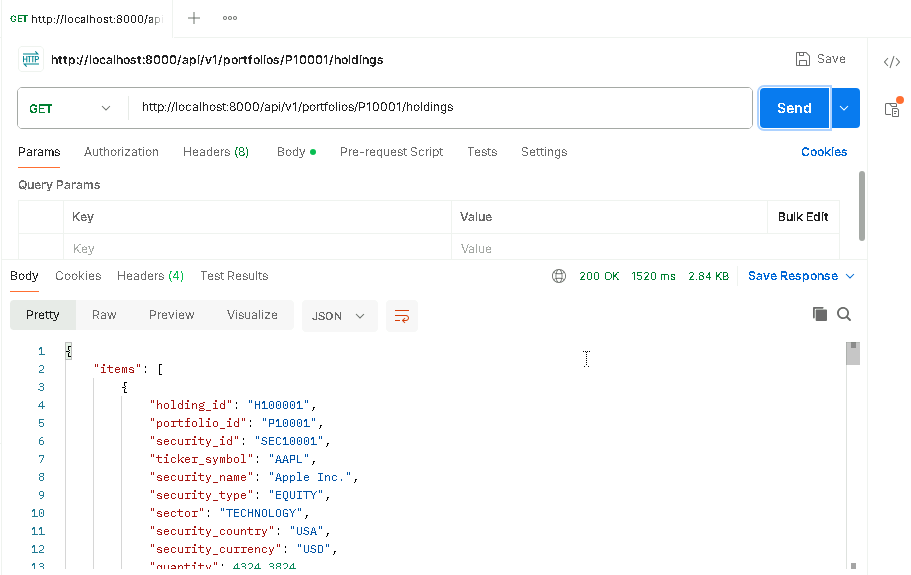 GET http://localhost:8000/api
HTTP http://localhost:8000/api/v1/portfolios/P10001/holdings Save
GET http://localhost:8000/api/v1/portfolios/P10001/holdings Send
Params Authorization Headers (8) Body Pre-request Script Tests Settings Cookies
Query Params
Key Value Bulk Edit
Key Value
Body Cookies Headers (4) Test Results 200 OK 1520 ms 2.84 KB Save Response
Pretty Raw Preview Visualize JSON
1 {
2 "items": [
3 {
4 "holding_id": "H100001",
5 "portfolio_id": "P10001",
6 "security_id": "SEC10001",
7 "ticker_symbol": "AAPL",
8 "security_name": "Apple Inc.",
9 "security_type": "EQUITY",
10 "sector": "TECHNOLOGY",
11 "security_country": "USA",
12 "security_currency": "USD",
13 "quantity": 4324.3824,